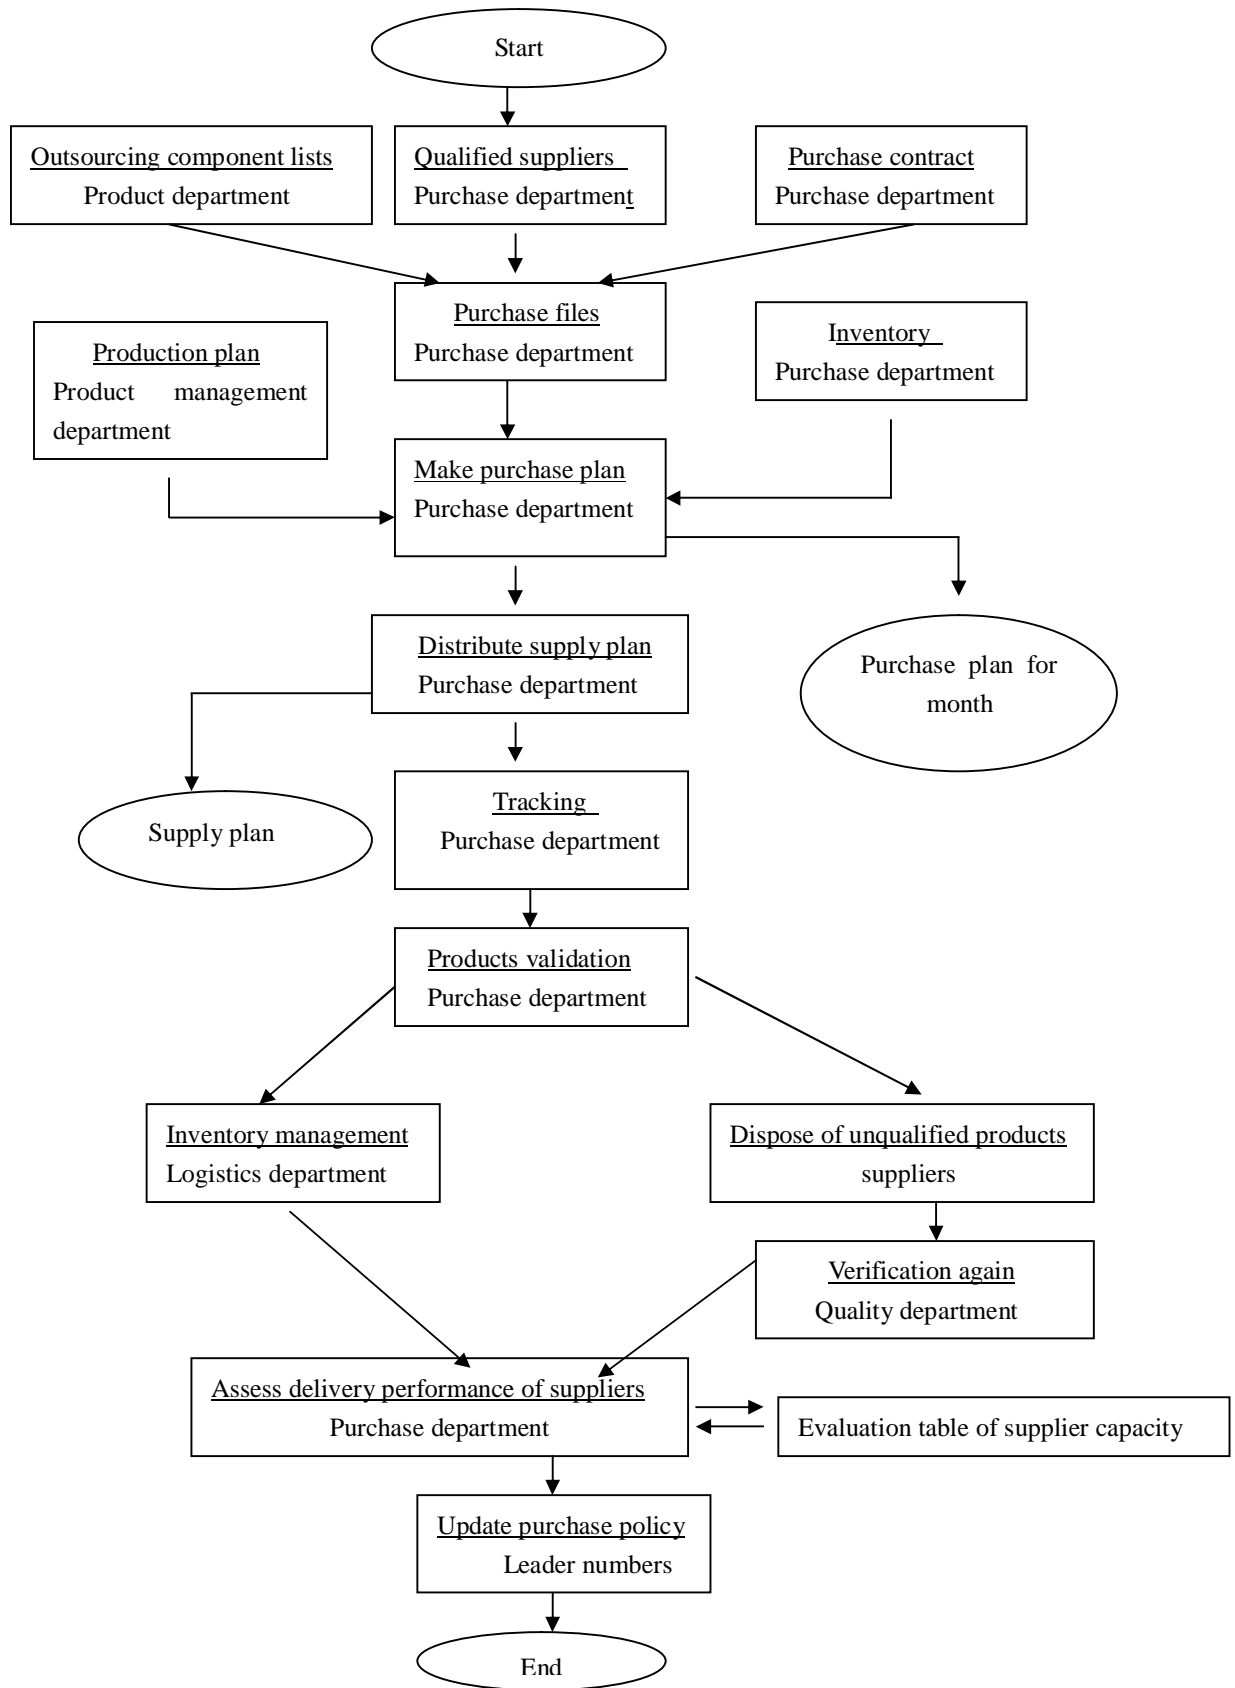 Start
Outsourcing component lists
Product department
Qualified suppliers
Purchase department
Purchase contract
Purchase department
Purchase files
Purchase department
Production plan
Product management
department
Inventory
Purchase department
Make purchase plan
Purchase department
Distribute supply plan
Purchase department
Purchase plan for
month
Tracking
Purchase department
Supply plan
Products validation
Purchase department
Inventory management
Logistics department
Dispose of unqualified products
suppliers
Verification again
Quality department
Assess delivery performance of suppliers
Purchase department
Evaluation table of supplier capacity
Update purchase policy
Leader numbers
End